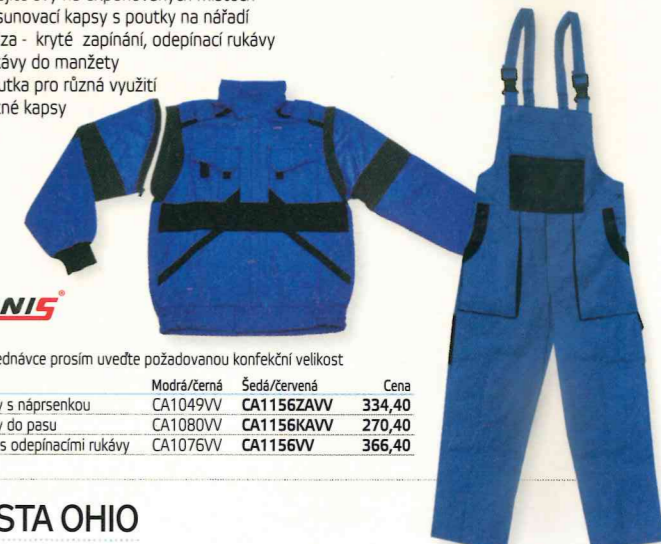 sunovací kapsy s poutky na nářadí
za - kryté zapínání, odepínací rukávy
ávy do manžety
utka pro různá využití
né kapsy
NIS®
ednávce prosím uveďte požadovanou konfekční velikost
Modrá/černá Šedá/červená Cena
y s náprsenkou CA1049VV CA1156ZAVV 334,40
y do pasu CA1080VV CA1156KAVV 270,40
s odepínacími rukávy CA1076VV CA1156VV 366,40
STA OHIO